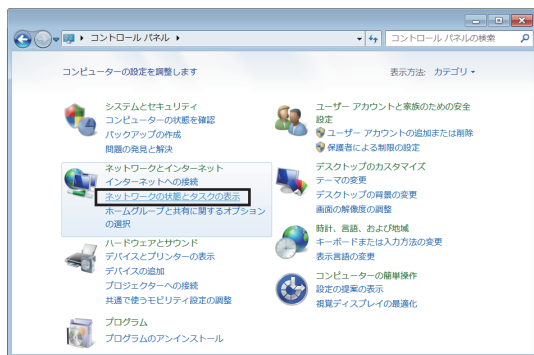 コントロール パネル
コントロール パネルの検索
コンピューターの設定を調整します
表示方法: カテゴリ
システムとセキュリティ
コンピューターの状態を確認
バックアップの作成
問題の発見と解決
ネットワークとインターネット
インターネットへの接続
ネットワークの状態とタスクの表示
ホームグループと共有に関するオプション
の選択
ハードウェアとサウンド
デバイスとプリンターの表示
デバイスの追加
プロジェクターへの接続
共通で使うモビリティ設定の調整
プログラム
プログラムのアンインストール
ユーザー アカウントと家族のための安全
設定
ユーザー アカウントの追加または削除
保護者による制限の設定
デスクトップのカスタマイズ
テーマの変更
デスクトップの背景の変更
画面の解像度の調整
時計、言語、および地域
キーボードまたは入力方法の変更
表示言語の変更
コンピューターの簡単操作
設定の提案の表示
視覚ディスプレイの最適化